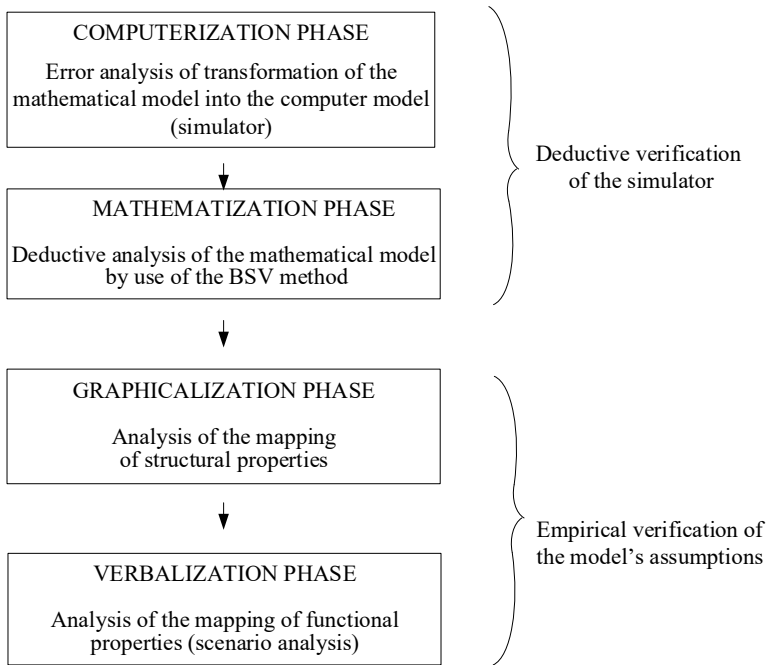 COMPUTERIZATION PHASE
Error analysis of transformation of the
mathematical model into the computer model
(simulator)
Deductive verification
of the simulator
MATHEMATIZATION PHASE
Deductive analysis of the mathematical model
by use of the BSV method
GRAPHICALIZATION PHASE
Analysis of the mapping
of structural properties
Empirical verification of
the model’s assumptions
VERBALIZATION PHASE
Analysis of the mapping of functional
properties (scenario analysis)